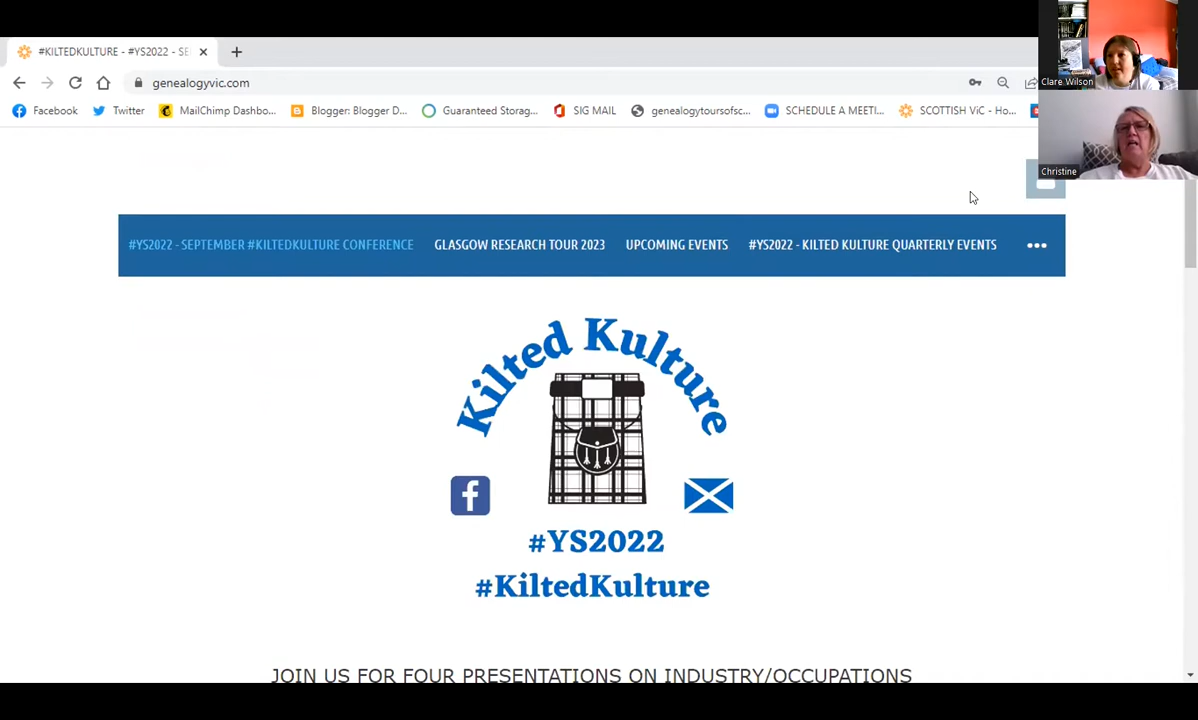 #KILTEDKULTURE - #YS2022 - SE
genealogyvic.com
Facebook
Twitter
MailChimp Dashbo...
Blogger: Blogger D...
Guaranteed Storag...
SIG MAIL
genealogytoursofsc...
SCHEDULE A MEETI...
SCOTTISH ViC - Ho...
Clare Wilson
Christine
#YS2022 - SEPTEMBER #KILTEDKULTURE CONFERENCE
GLASGOW RESEARCH TOUR 2023
UPCOMING EVENTS
#YS2022 - KILTED KULTURE QUARTERLY EVENTS
Kilted Kulture
#YS2022
#KiltedKulture
JOIN US FOR FOUR PRESENTATIONS ON INDUSTRY/OCCUPATIONS